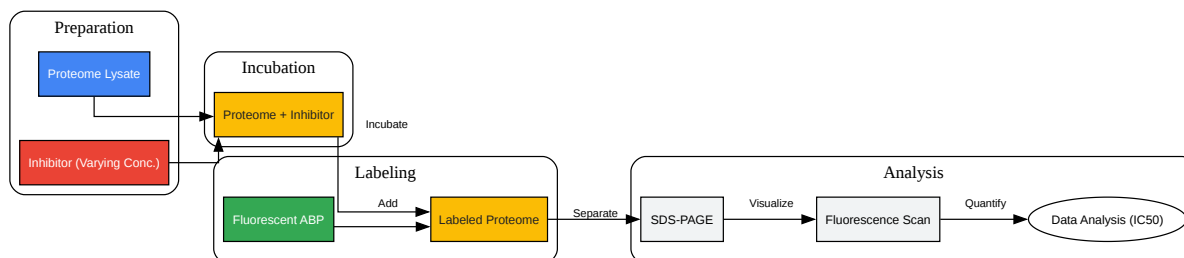 Preparation
Proteome Lysate
Inhibitor (Varying Conc.)
Incubation
Proteome + Inhibitor
Incubate
Labeling
Fluorescent ABP
Add
Labeled Proteome
Separate
Analysis
SDS-PAGE
Visualize
Fluorescence Scan
Quantify
Data Analysis (IC50)